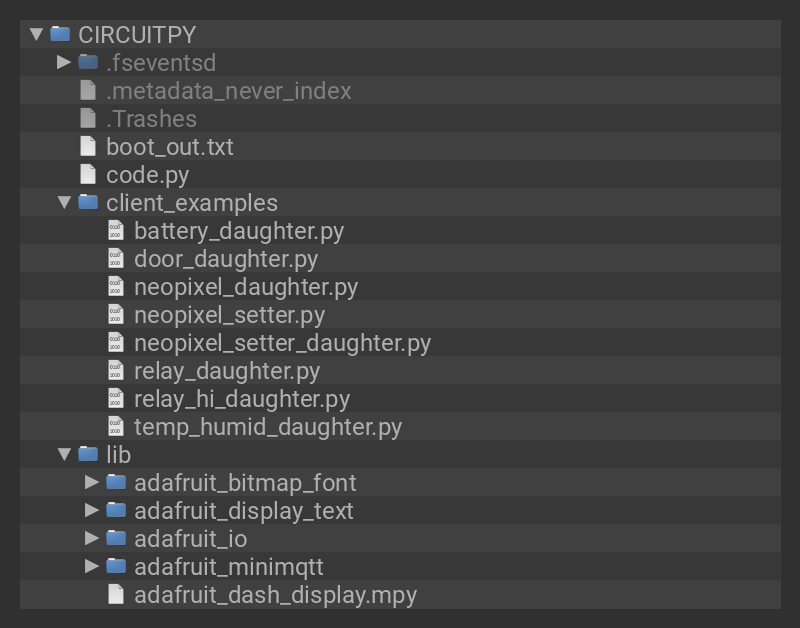 CIRCUITPY
.fseventsd
.metadata_never_index
.Trashes
boot_out.txt
code.py
client_examples
battery_daughter.py
door_daughter.py
neopixel_daughter.py
neopixel_setter.py
neopixel_setter_daughter.py
relay_daughter.py
relay_hi_daughter.py
temp_humid_daughter.py
lib
adafruit_bitmap_font
adafruit_display_text
adafruit_io
adafruit_minimqtt
adafruit_dash_display.mpy